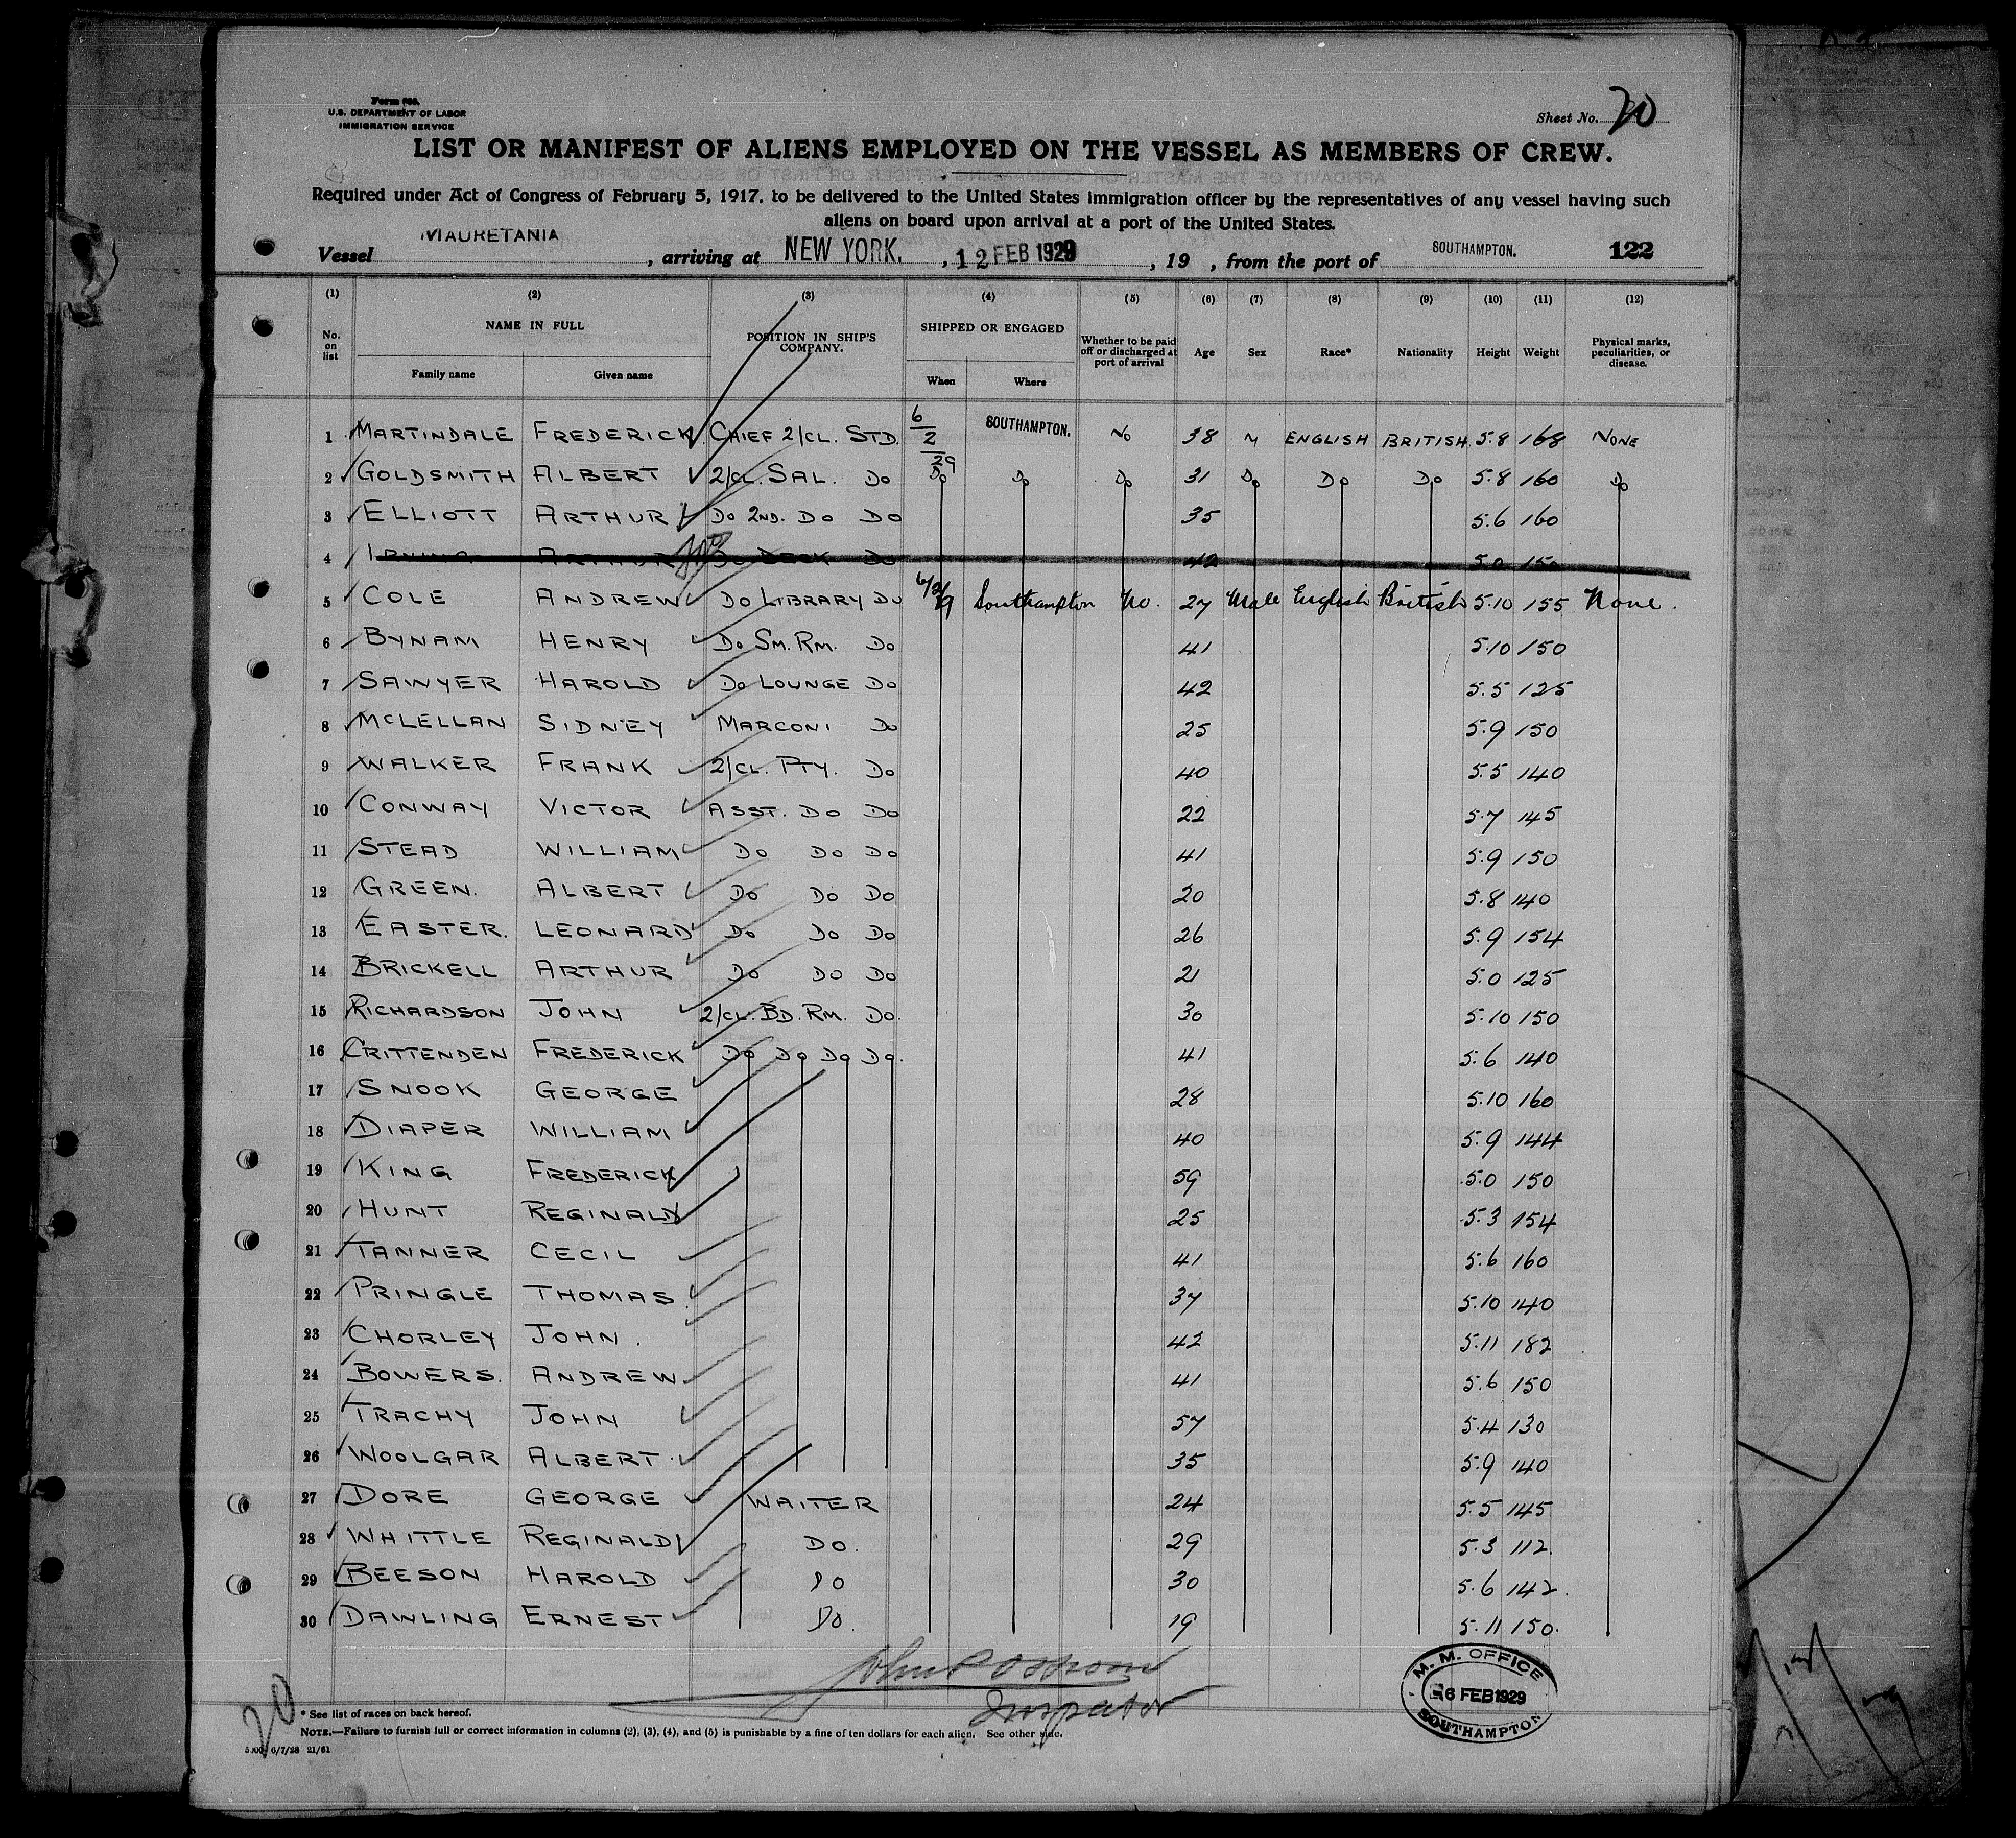 Form 680.
U.S. DEPARTMENT OF LABOR
IMMIGRATION SERVICE
Sheet No. 20
LIST OR MANIFEST OF ALIENS EMPLOYED ON THE VESSEL AS MEMBERS OF CREW.
Required under Act of Congress of February 5, 1917, to be delivered to the United States immigration officer by the representatives of any vessel having such
aliens on board upon arrival at a port of the United States.
Vessel MAURETANIA, arriving at NEW YORK., 12 FEB 1929, 19 , from the port of SOUTHAMPTON. 122
(1) (2) (3) (4) (5) (6) (7) (8) (9) (10) (11) (12)
No. on list NAME IN FULL Family name Given name POSITION IN SHIP'S COMPANY. SHIPPED OR ENGAGED When Where Whether to be paid off or discharged at port of arrival Age Sex Race* Nationality Height Weight Physical marks, peculiarities, or disease.
1 MARTINDALE FREDERICK CHIEF 2/CL. STD. 6/2/29 SOUTHAMPTON. NO 38 M ENGLISH BRITISH. 5.8 168 NONE
2 GOLDSMITH ALBERT 2/CL. SAL. DO DO DO DO 31 DO DO DO 5.8 160 DO
3 ELLIOTT ARTHUR DO 2ND. DO DO 35 5.6 160
4 ARTHUR DECK DO 42 5.0 150
5 COLE ANDREW DO LIBRARY DO 6/2/29 Southampton No. 27 Male English British 5.10 155 None.
6 BYNAM HENRY DO SM. RM. DO 41 5.10 150
7 SAWYER HAROLD DO LOUNGE DO 42 5.5 125
8 MCLELLAN SIDNEY MARCONI DO 25 5.9 150
9 WALKER FRANK 2/CL. PTY. DO 40 5.5 140
10 CONWAY VICTOR ASST. DO DO 22 5.7 145
11 STEAD WILLIAM DO DO DO 41 5.9 150
12 GREEN. ALBERT DO DO DO 20 5.8 140
13 EASTER. LEONARD DO DO DO 26 5.9 154
14 BRICKELL ARTHUR DO DO DO 21 5.0 125
15 RICHARDSON JOHN 2/CL. BD. RM. DO. 30 5.10 150
16 CRITTENDEN FREDERICK DO DO DO DO. 41 5.6 140
17 SNOOK GEORGE 28 5.10 160
18 DIAPER WILLIAM 40 5.9 144
19 KING FREDERICK 59 5.0 150
20 HUNT REGINALD 25 5.3 154
21 TANNER CECIL 41 5.6 160
22 PRINGLE THOMAS. 37 5.10 140
23 CHORLEY JOHN. 42 5.11 182
24 BOWERS. ANDREW 41 5.6 150
25 TRACHY JOHN 57 5.4 130
26 WOOLGAR ALBERT 35 5.9 140
27 DORE GEORGE WAITER 24 5.5 145
28 WHITTLE REGINALD DO. 29 5.3 112.
29 BEESON HAROLD DO 30 5.6 142.
30 DAWLING ERNEST DO. 19 5.11 150.
Inspector
M. M. OFFICE
6 FEB 1929
SOUTHAMPTON
20
* See list of races on back hereof.
NOTE.—Failure to furnish full or correct information in columns (2), (3), (4), and (5) is punishable by a fine of ten dollars for each alien. See other side.
6/7/28 21/61